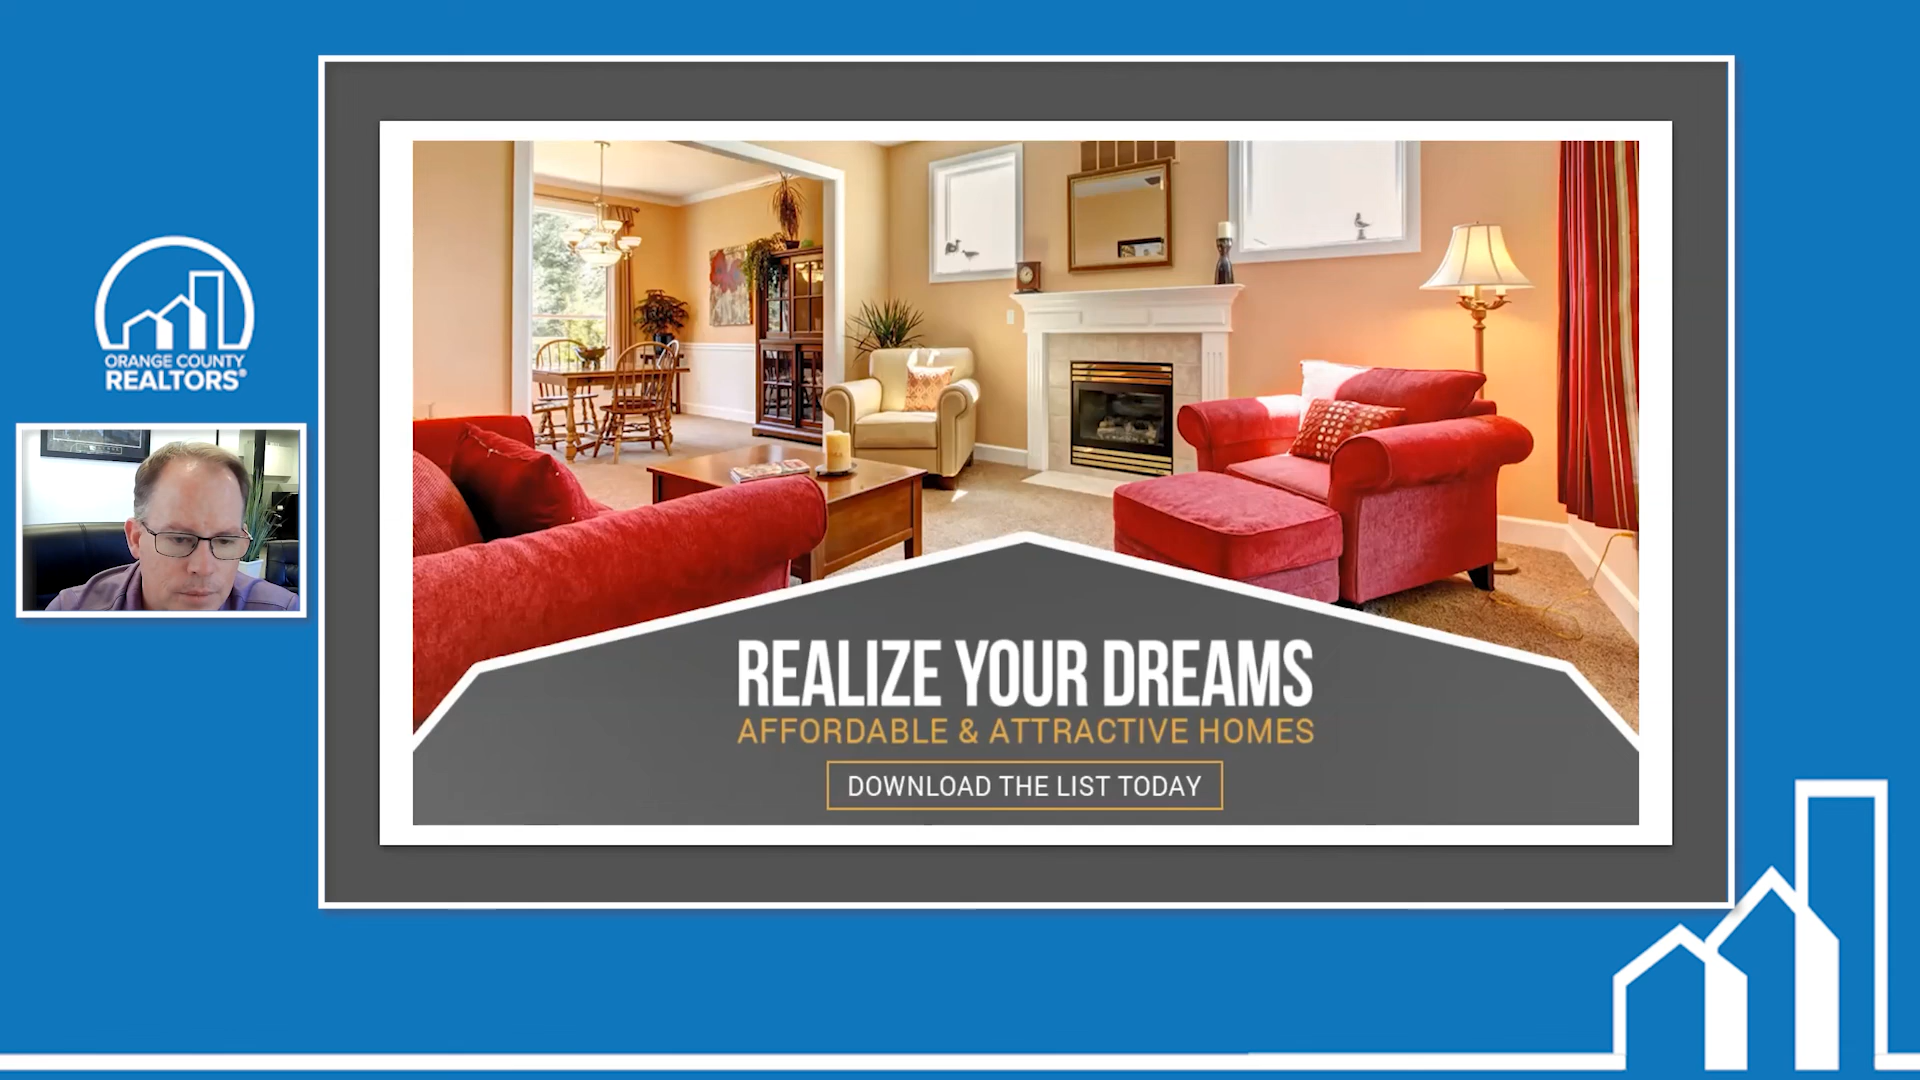 ORANGE COUNTY
REALTORS®
REALIZE YOUR DREAMS
AFFORDABLE & ATTRACTIVE HOMES
DOWNLOAD THE LIST TODAY